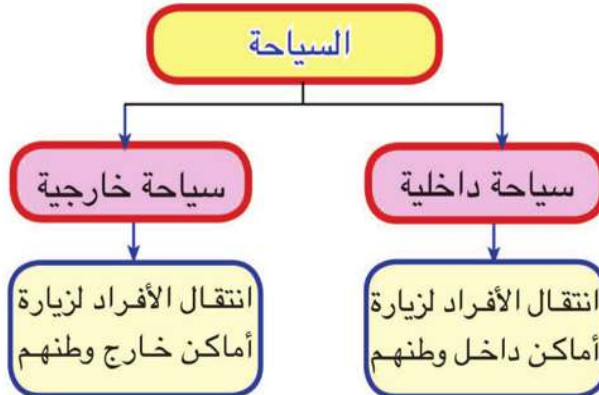 السياحة
سياحة داخلية
سياحة خارجية
انتقال الأفراد لزيارة
أماكن داخل وطنهم
انتقال الأفراد لزيارة
أماكن خارج وطنهم